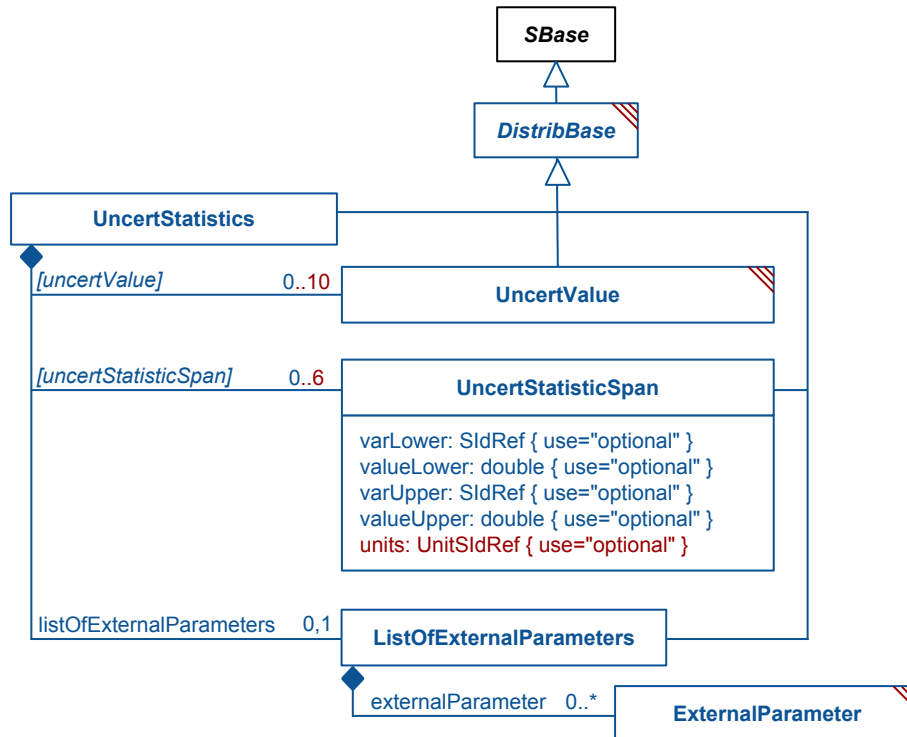 SBase
DistribBase
UncertStatistics
[uncertValue] 0..10
UncertValue
[uncertStatisticSpan] 0..6
UncertStatisticSpan
varLower: SIdRef { use="optional" }
valueLower: double { use="optional" }
varUpper: SIdRef { use="optional" }
valueUpper: double { use="optional" }
units: UnitSIdRef { use="optional" }
listOfExternalParameters 0,1
ListOfExternalParameters
externalParameter 0..*
ExternalParameter